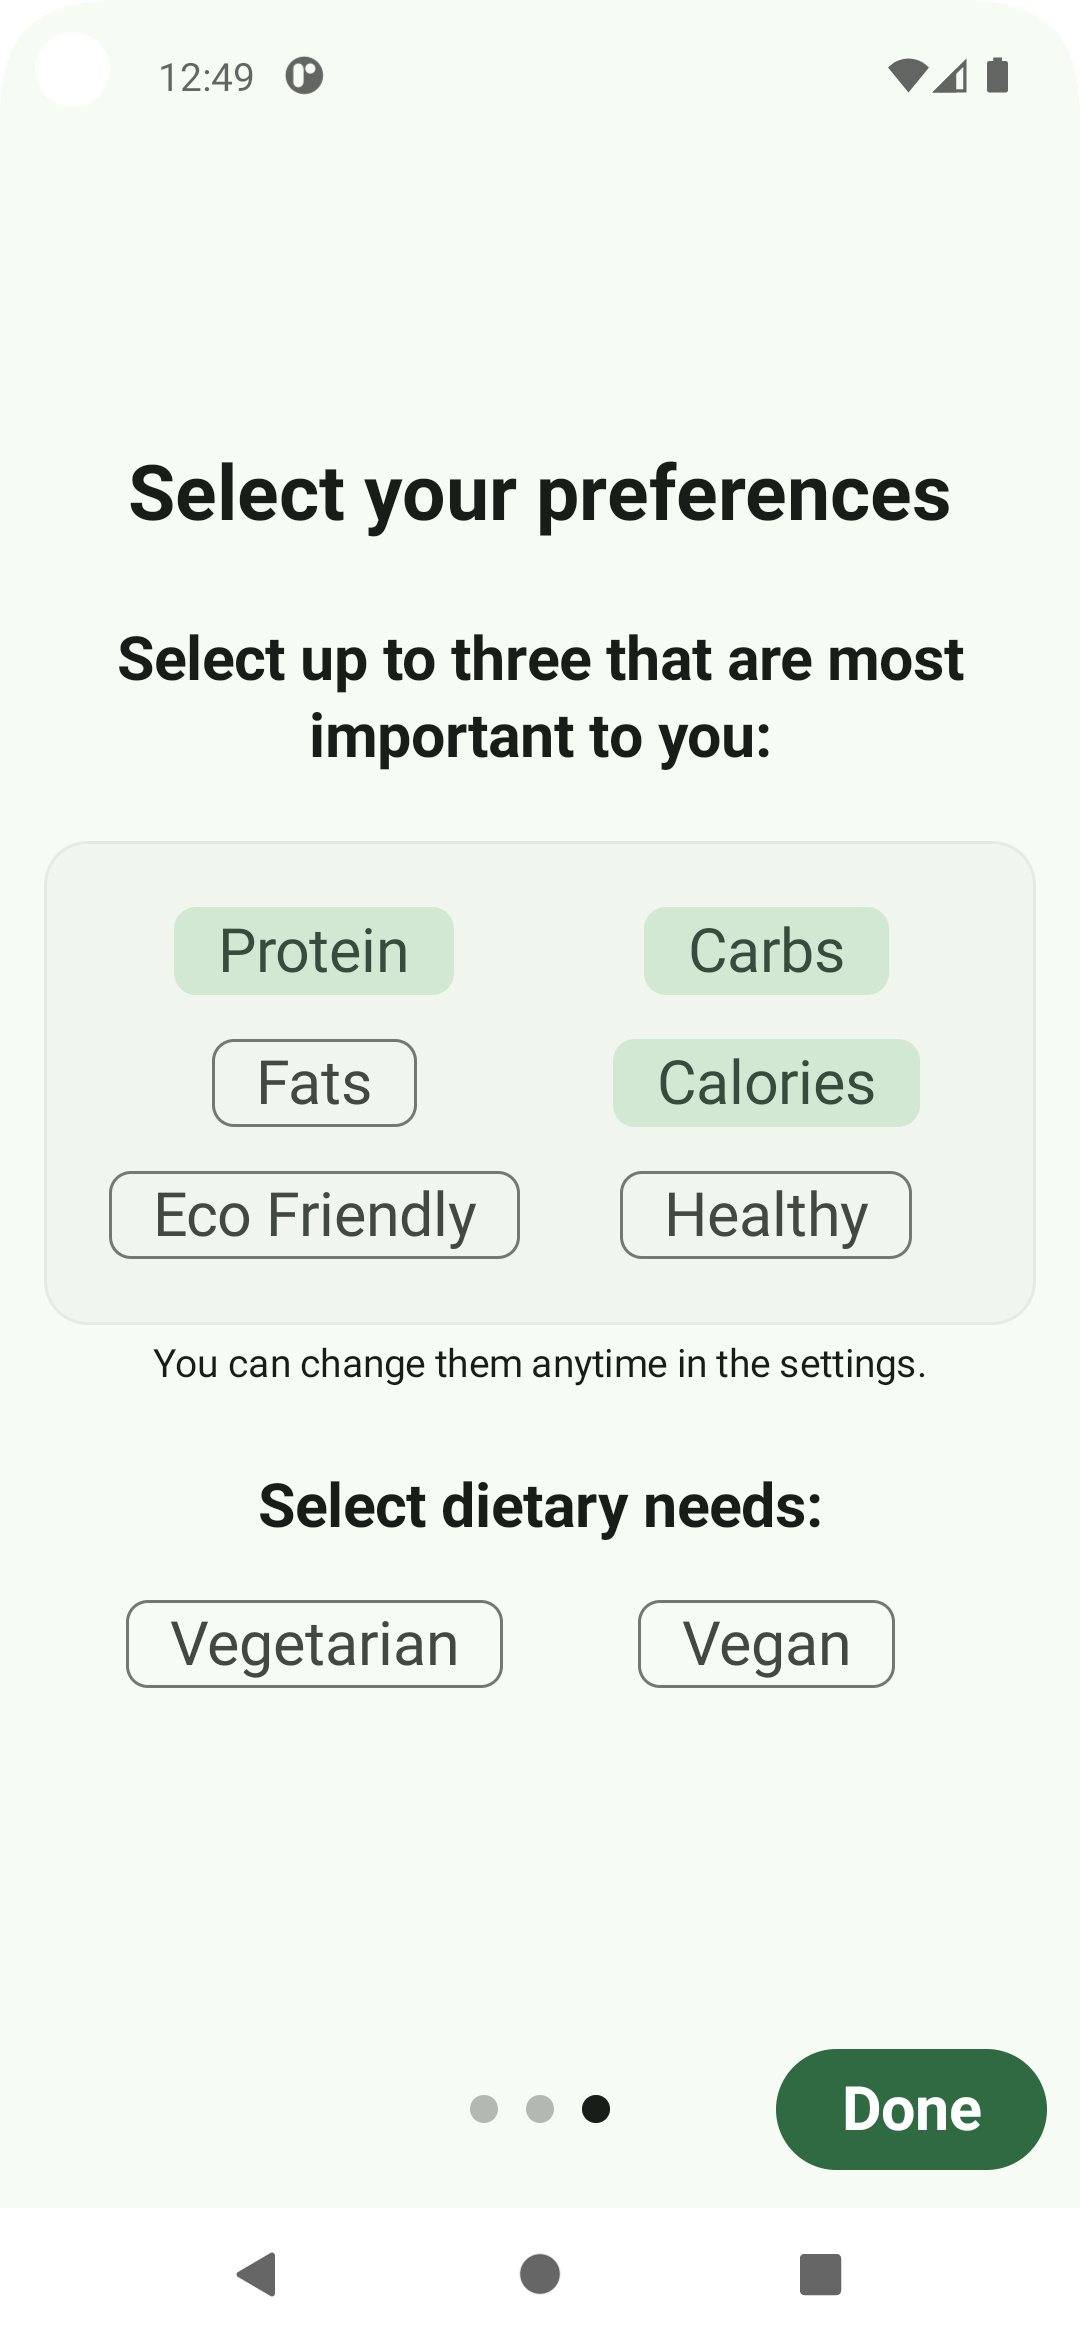 12:49
Select your preferences
Select up to three that are most
important to you:
Protein
Carbs
Fats
Calories
Eco Friendly
Healthy
You can change them anytime in the settings.
Select dietary needs:
Vegetarian
Vegan
Done